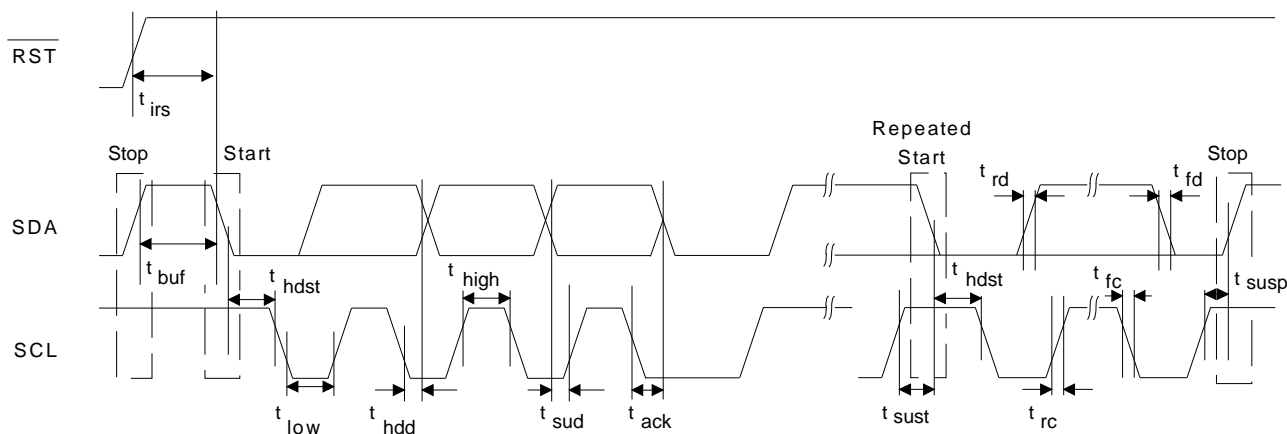 RST
t irs
Repeated
Stop
Start
Start
Stop
t rd
t fd
SDA
t buf
t hdst
t high
t hdst
t fc
t susp
SCL
t low
t hdd
t sud
t ack
t sust
t rc